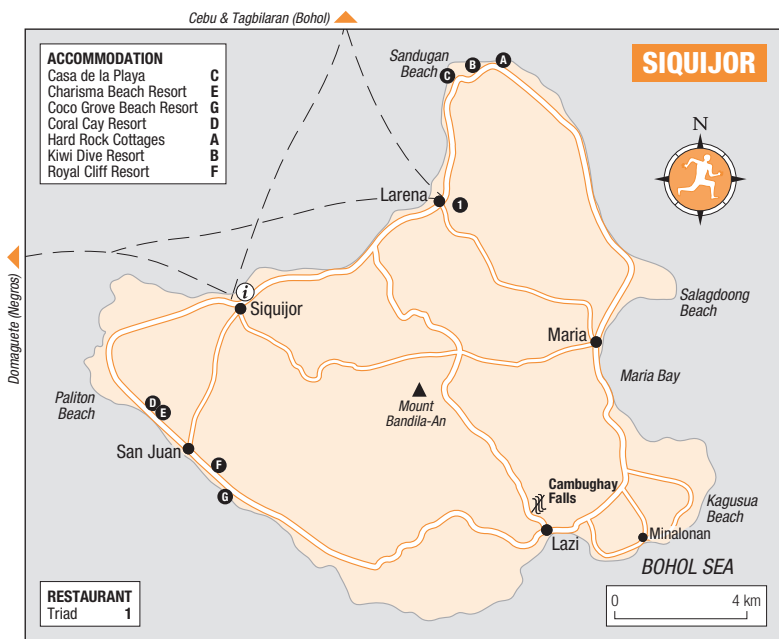 Cebu & Tagbilaran (Bohol)
ACCOMMODATION
Casa de la Playa C
Charisma Beach Resort E
Coco Grove Beach Resort G
Coral Cay Resort D
Hard Rock Cottages A
Kiwi Dive Resort B
Royal Cliff Resort F
Sandugan
Beach
C
B
A
SIQUIJOR
N
Larena
1
Domaguete (Negros)
i
Siquijor
Salagdoong
Beach
Maria
Maria Bay
Paliton
Beach
D
E
Mount
Bandila-An
San Juan
F
G
Cambughay
Falls
Kagusua
Beach
Minalonan
Lazi
BOHOL SEA
RESTAURANT
Triad 1
0 4 km